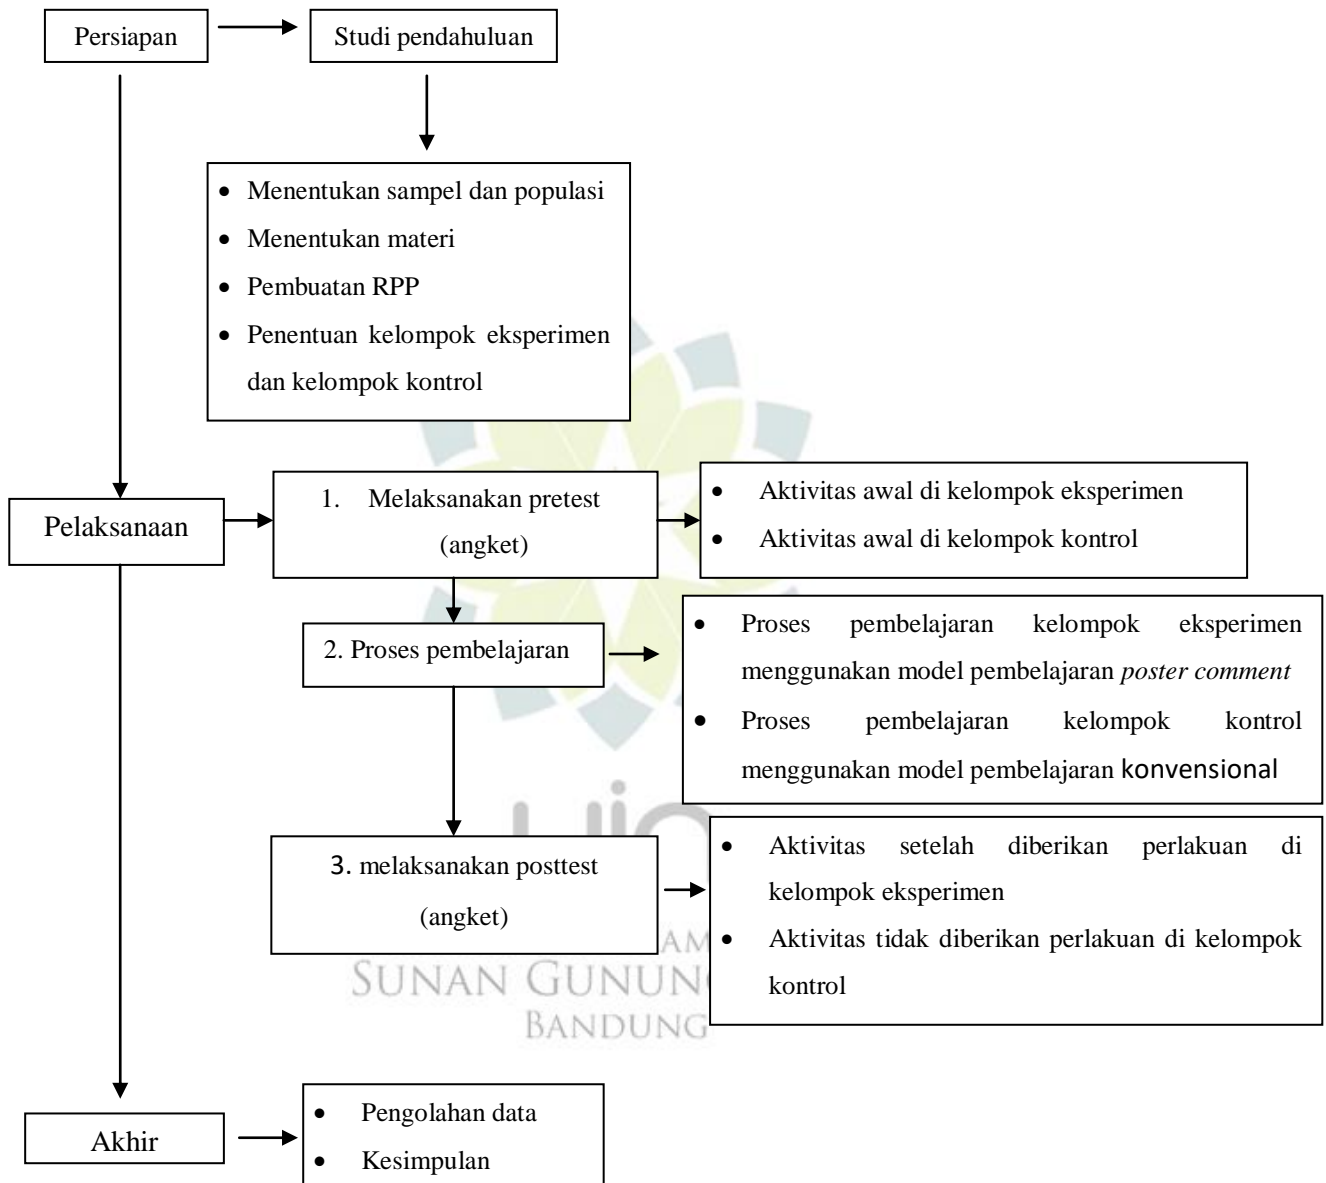 Persiapan
Studi pendahuluan
• Menentukan sampel dan populasi
• Menentukan materi
• Pembuatan RPP
• Penentuan kelompok eksperimen
dan kelompok kontrol
Pelaksanaan
1. Melaksanakan pretest
(angket)
• Aktivitas awal di kelompok eksperimen
• Aktivitas awal di kelompok kontrol
2. Proses pembelajaran
• Proses pembelajaran kelompok eksperimen
menggunakan model pembelajaran poster comment
• Proses pembelajaran kelompok kontrol
menggunakan model pembelajaran konvensional
3. melaksanakan posttest
(angket)
• Aktivitas setelah diberikan perlakuan di
kelompok eksperimen
• Aktivitas tidak diberikan perlakuan di kelompok
kontrol
SUNAN GUNUN
BANDUNG
Akhir
• Pengolahan data
• Kesimpulan